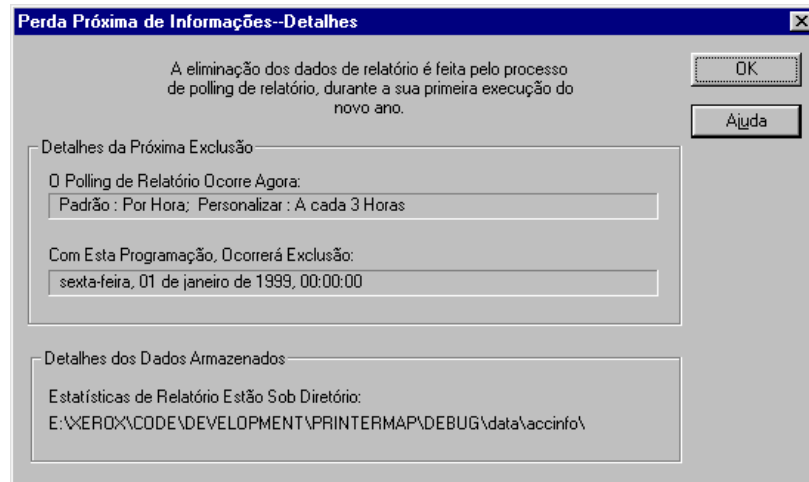 Perda Próxima de Informações--Detalhes
A eliminação dos dados de relatório é feita pelo processo
de polling de relatório, durante a sua primeira execução do
novo ano.
OK
Ajuda
Detalhes da Próxima Exclusão
O Polling de Relatório Ocorre Agora:
Padrão : Por Hora; Personalizar : A cada 3 Horas
Com Esta Programação, Ocorrerá Exclusão:
sexta-feira, 01 de janeiro de 1999, 00:00:00
Detalhes dos Dados Armazenados
Estatísticas de Relatório Estão Sob Diretório:
E:\XEROX\CODE\DEVELOPMENT\PRINTERMAP\DEBUG\data\accinfo\